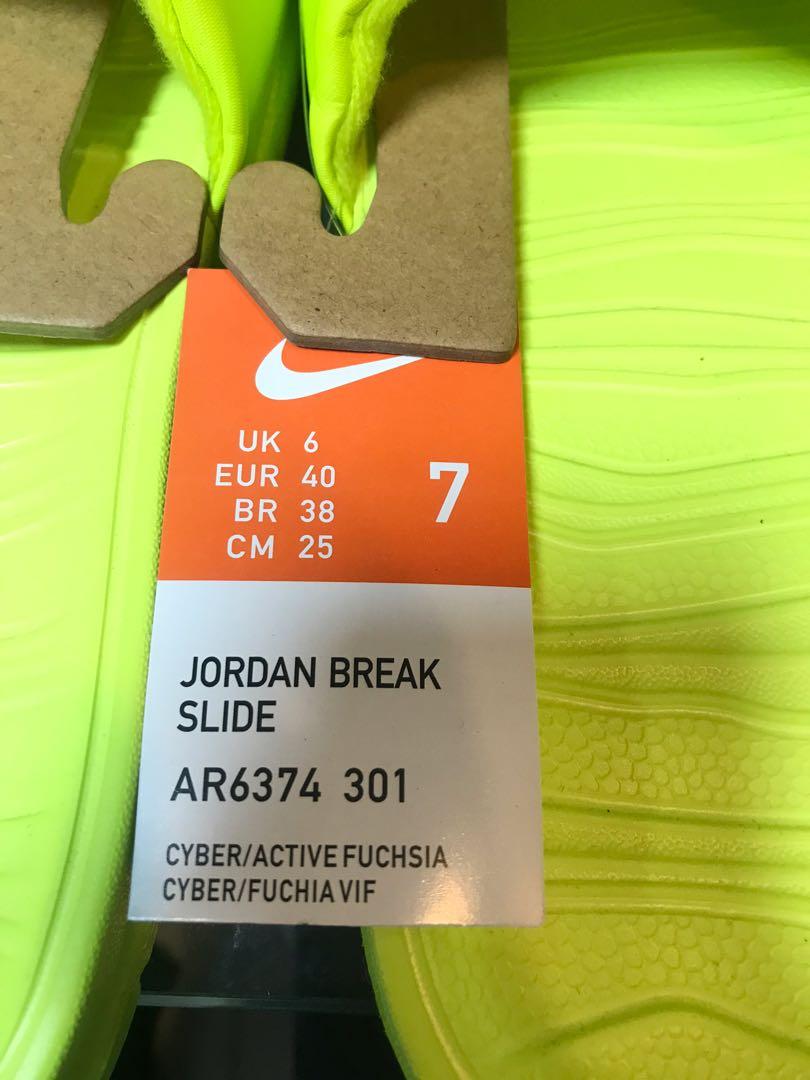 UK 6
EUR 40
BR 38
CM 25
7
JORDAN BREAK
SLIDE
AR6374 301
CYBER/ACTIVE FUCHSIA
CYBER/FUCHIA VIF